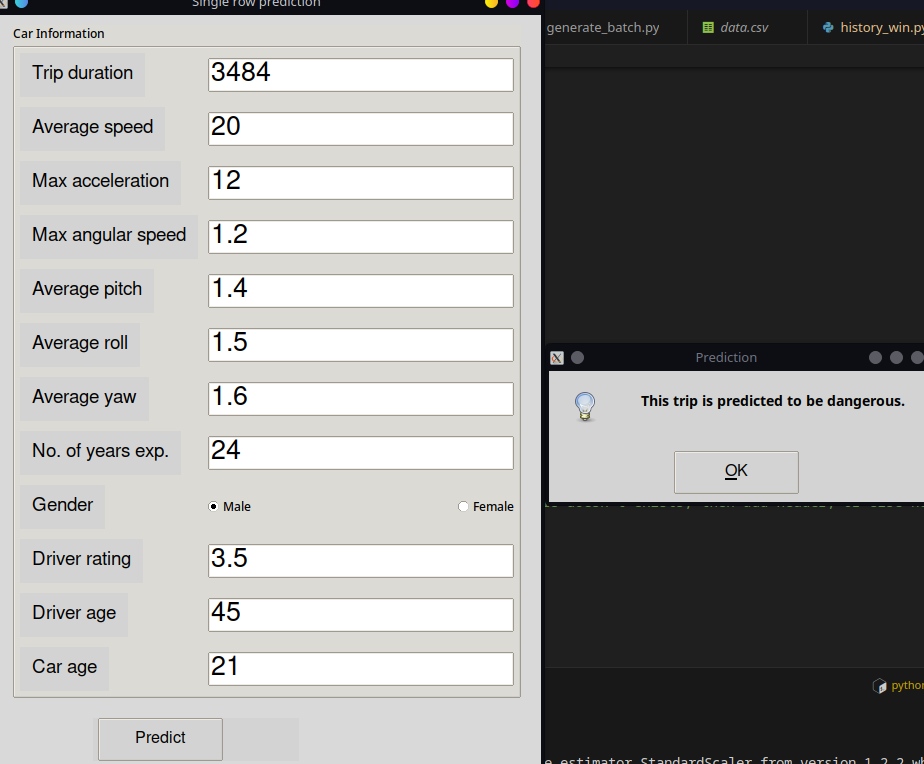 Single row prediction
Car Information
Trip duration 3484
Average speed 20
Max acceleration 12
Max angular speed 1.2
Average pitch 1.4
Average roll 1.5
Average yaw 1.6
No. of years exp. 24
Gender Male Female
Driver rating 3.5
Driver age 45
Car age 21
Predict
generate_batch.py data.csv history_win.py
Prediction
This trip is predicted to be dangerous.
OK
python
estimator StandardScaler from version 1.2.2